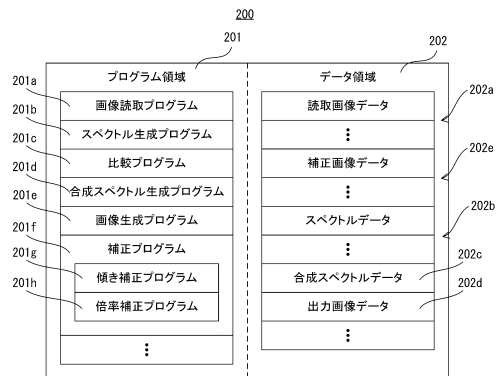 200
201
202
プログラム領域
データ領域
201a
画像読取プログラム
201b
スペクトル生成プログラム
201c
比較プログラム
201d
合成スペクトル生成プログラム
201e
画像生成プログラム
201f
補正プログラム
201g
傾き補正プログラム
201h
倍率補正プログラム
読取画像データ
202a
補正画像データ
202e
スペクトルデータ
202b
合成スペクトルデータ
202c
出力画像データ
202d